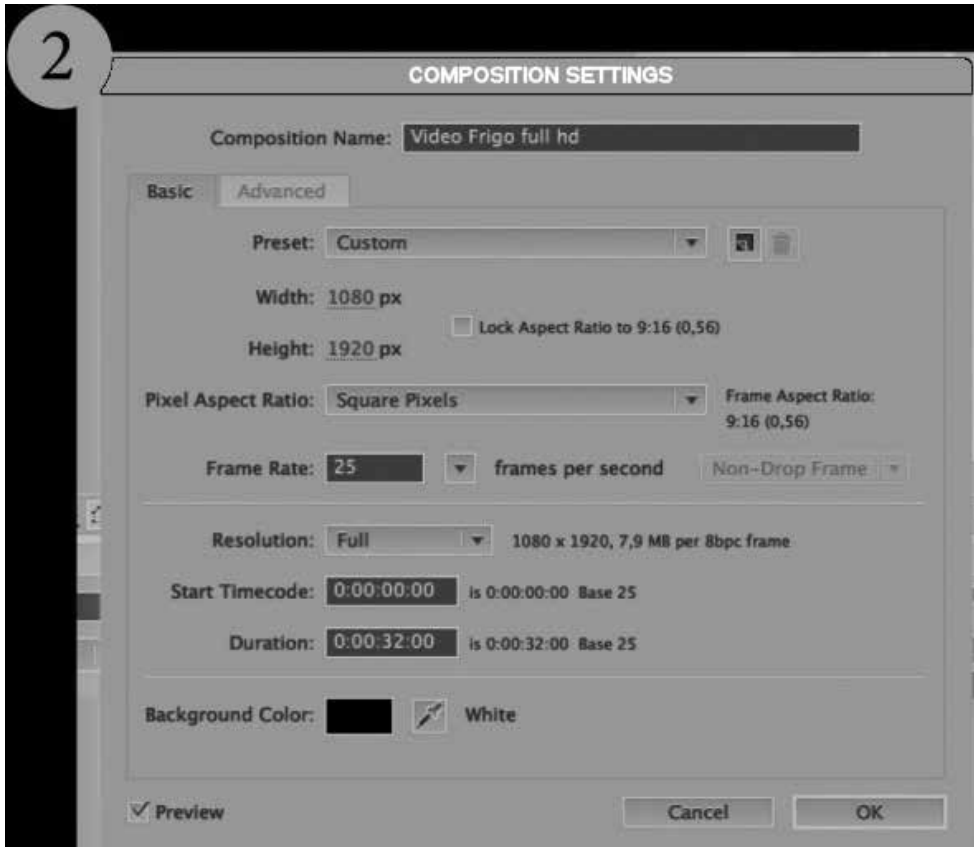 2
COMPOSITION SETTINGS
Composition Name: Video Frigo full hd
Basic Advanced
Preset: Custom
Width: 1080 px
Lock Aspect Ratio to 9:16 (0,56)
Height: 1920 px
Pixel Aspect Ratio: Square Pixels Frame Aspect Ratio:
9:16 (0,56)
Frame Rate: 25 frames per second Non-Drop Frame
Resolution: Full 1080 x 1920, 7,9 MB per 8bpc frame
Start Timecode: 0:00:00:00 is 0:00:00:00 Base 25
Duration: 0:00:32:00 is 0:00:32:00 Base 25
Background Color: White
Preview Cancel OK